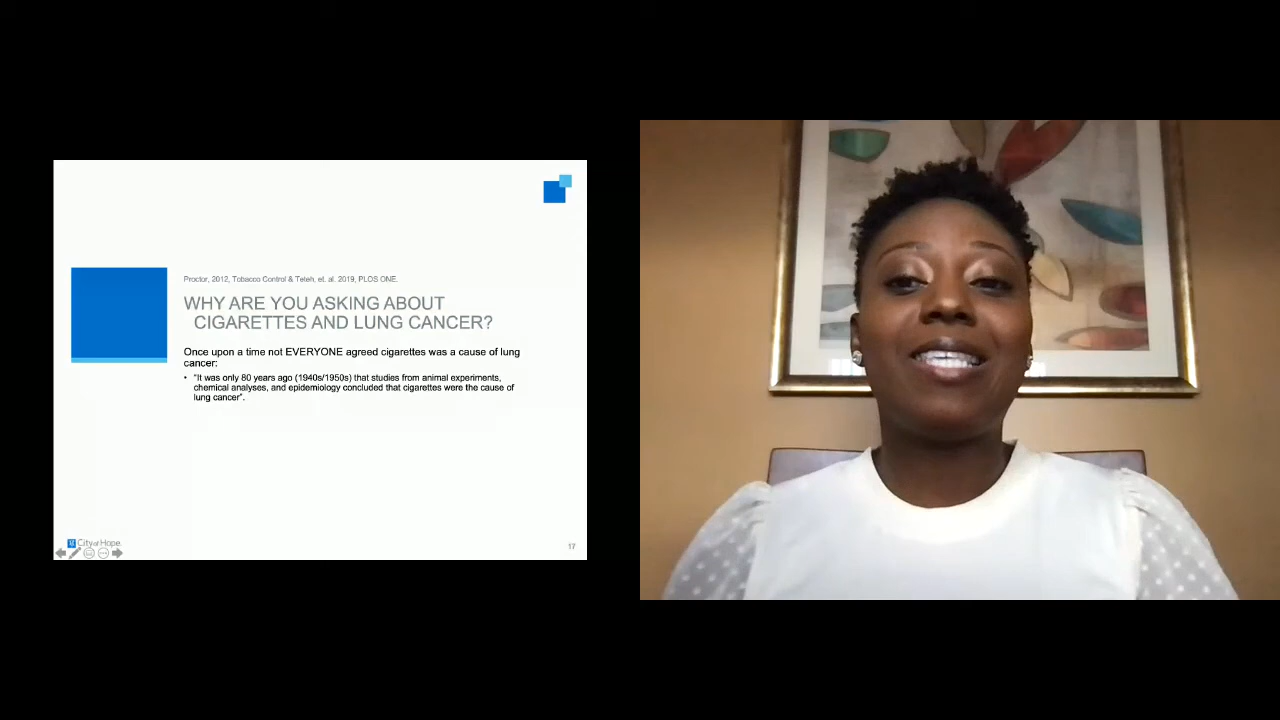 Proctor, 2012, Tobacco Control & Teteh, et. al. 2019, PLOS ONE.
WHY ARE YOU ASKING ABOUT
CIGARETTES AND LUNG CANCER?
Once upon a time not EVERYONE agreed cigarettes was a cause of lung
cancer:
• "It was only 80 years ago (1940s/1950s) that studies from animal experiments,
chemical analyses, and epidemiology concluded that cigarettes were the cause of
lung cancer".
City of Hope.
17